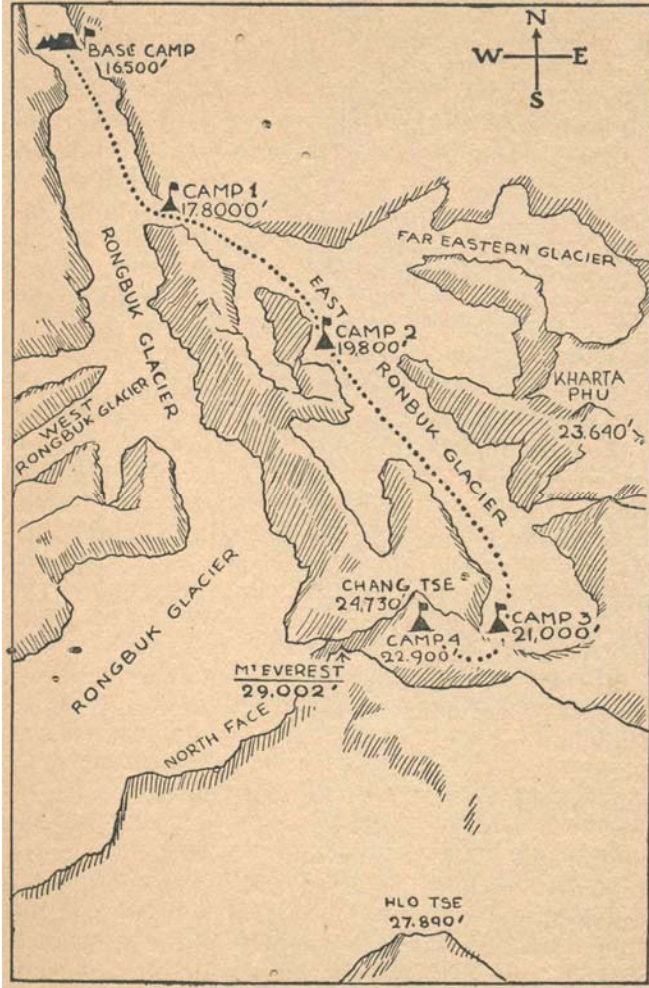 N
W E
S
BASE CAMP
16500'
CAMP 1
17.8000'
RONGBUK GLACIER
FAR EASTERN GLACIER
EAST
RONBUK GLACIER
CAMP 2
19,800'
KHARTA
PHU
23.640'
WEST
RONGBUK GLACIER
RONGBUK GLACIER
CHANG TSE
24,730'
CAMP 3
21,000'
CAMP.4
22.900'
MT EVEREST
29.002'
NORTH FACE
HLO TSE
27.890'